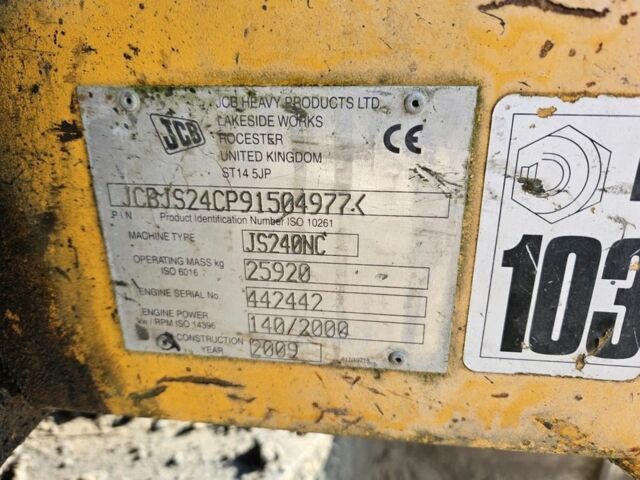 JCB HEAVY PRODUCTS LTD
LAKESIDE WORKS
ROCESTER
UNITED KINGDOM
ST14 5JP
JCB
CE
JCBJS24CP91504977<
P I N Product Identification Number ISO 10261
MACHINE TYPE JS240NC
OPERATING MASS kg
ISO 6016 25920
ENGINE SERIAL No. 442442
ENGINE POWER
kw / RPM ISO 14396 140/2000
CONSTRUCTION
YEAR 2009
103